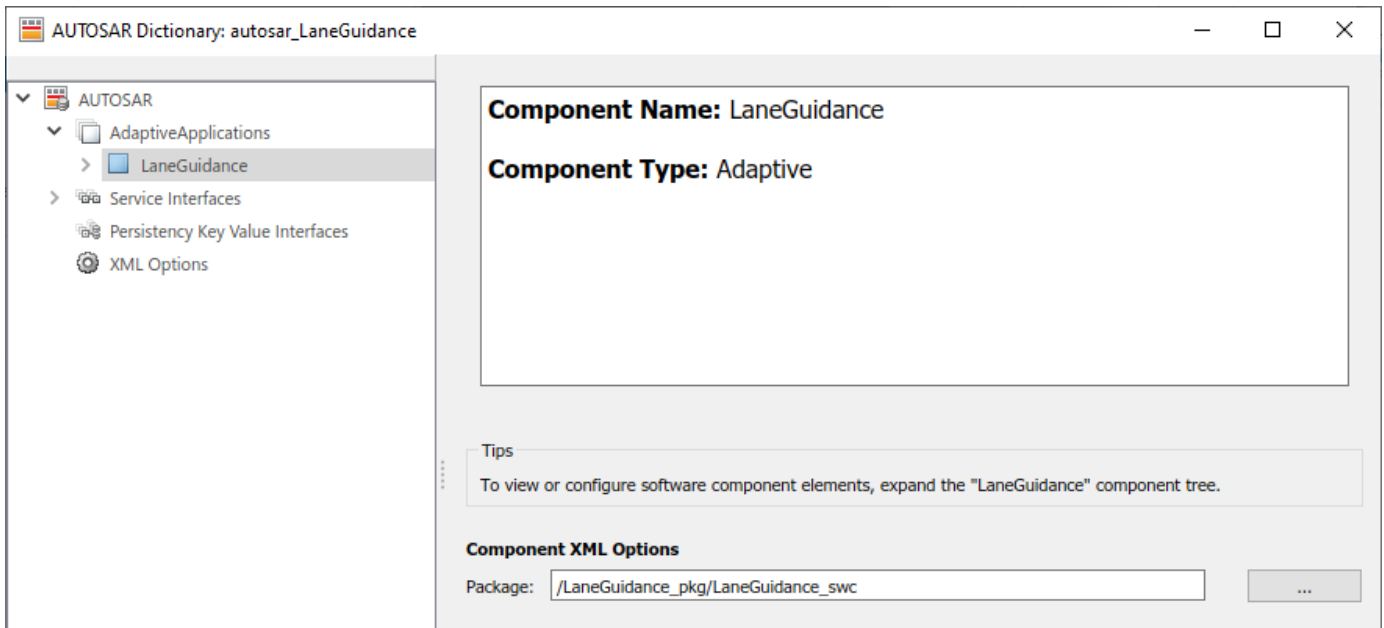 AUTOSAR Dictionary: autosar_LaneGuidance
AUTOSAR
AdaptiveApplications
LaneGuidance
Service Interfaces
Persistency Key Value Interfaces
XML Options
Component Name: LaneGuidance
Component Type: Adaptive
Tips
To view or configure software component elements, expand the "LaneGuidance" component tree.
Component XML Options
Package: /LaneGuidance_pkg/LaneGuidance_swc ...